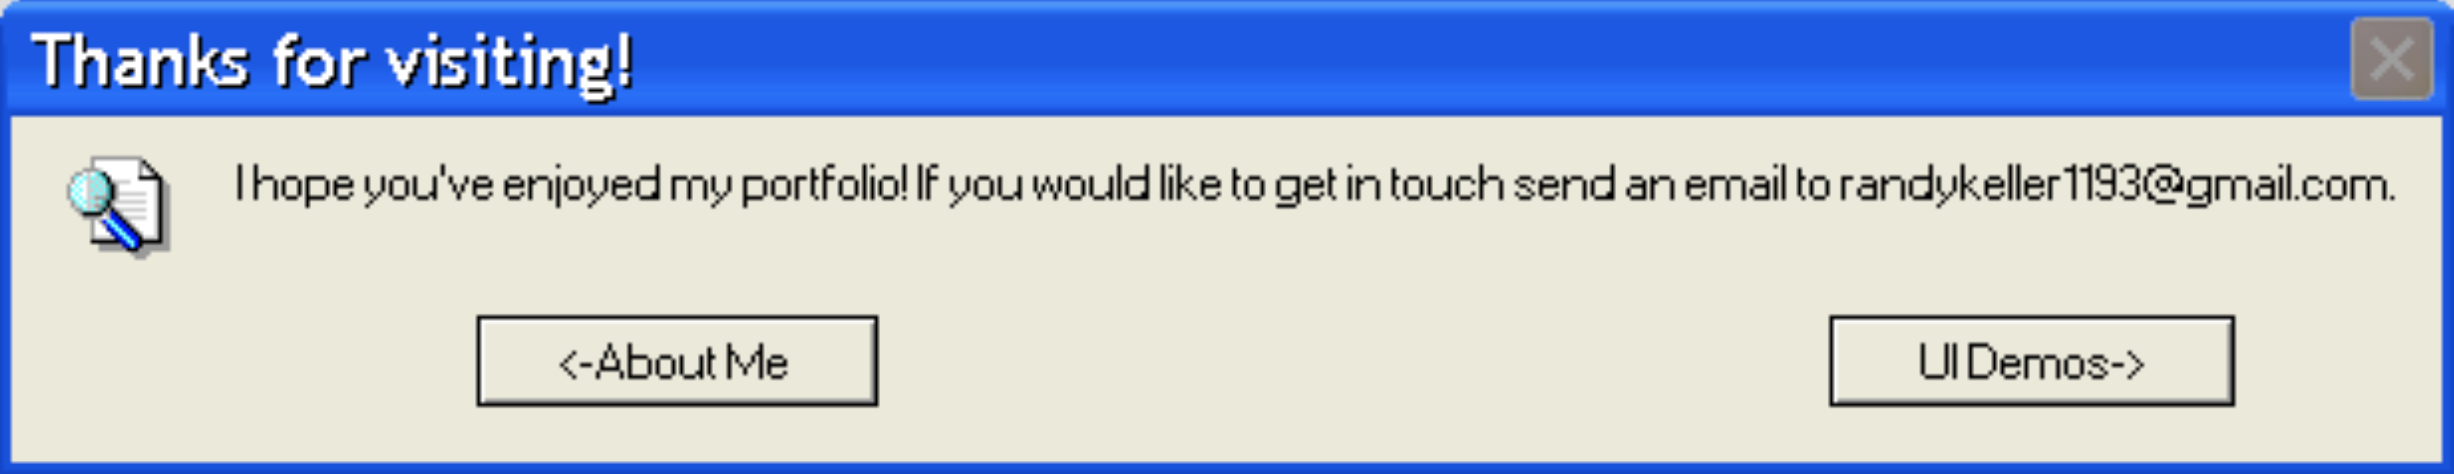 Thanks for visiting!
I hope you've enjoyed my portfolio! If you would like to get in touch send an email to randykeller1193@gmail.com.
<-About Me
UI Demos->